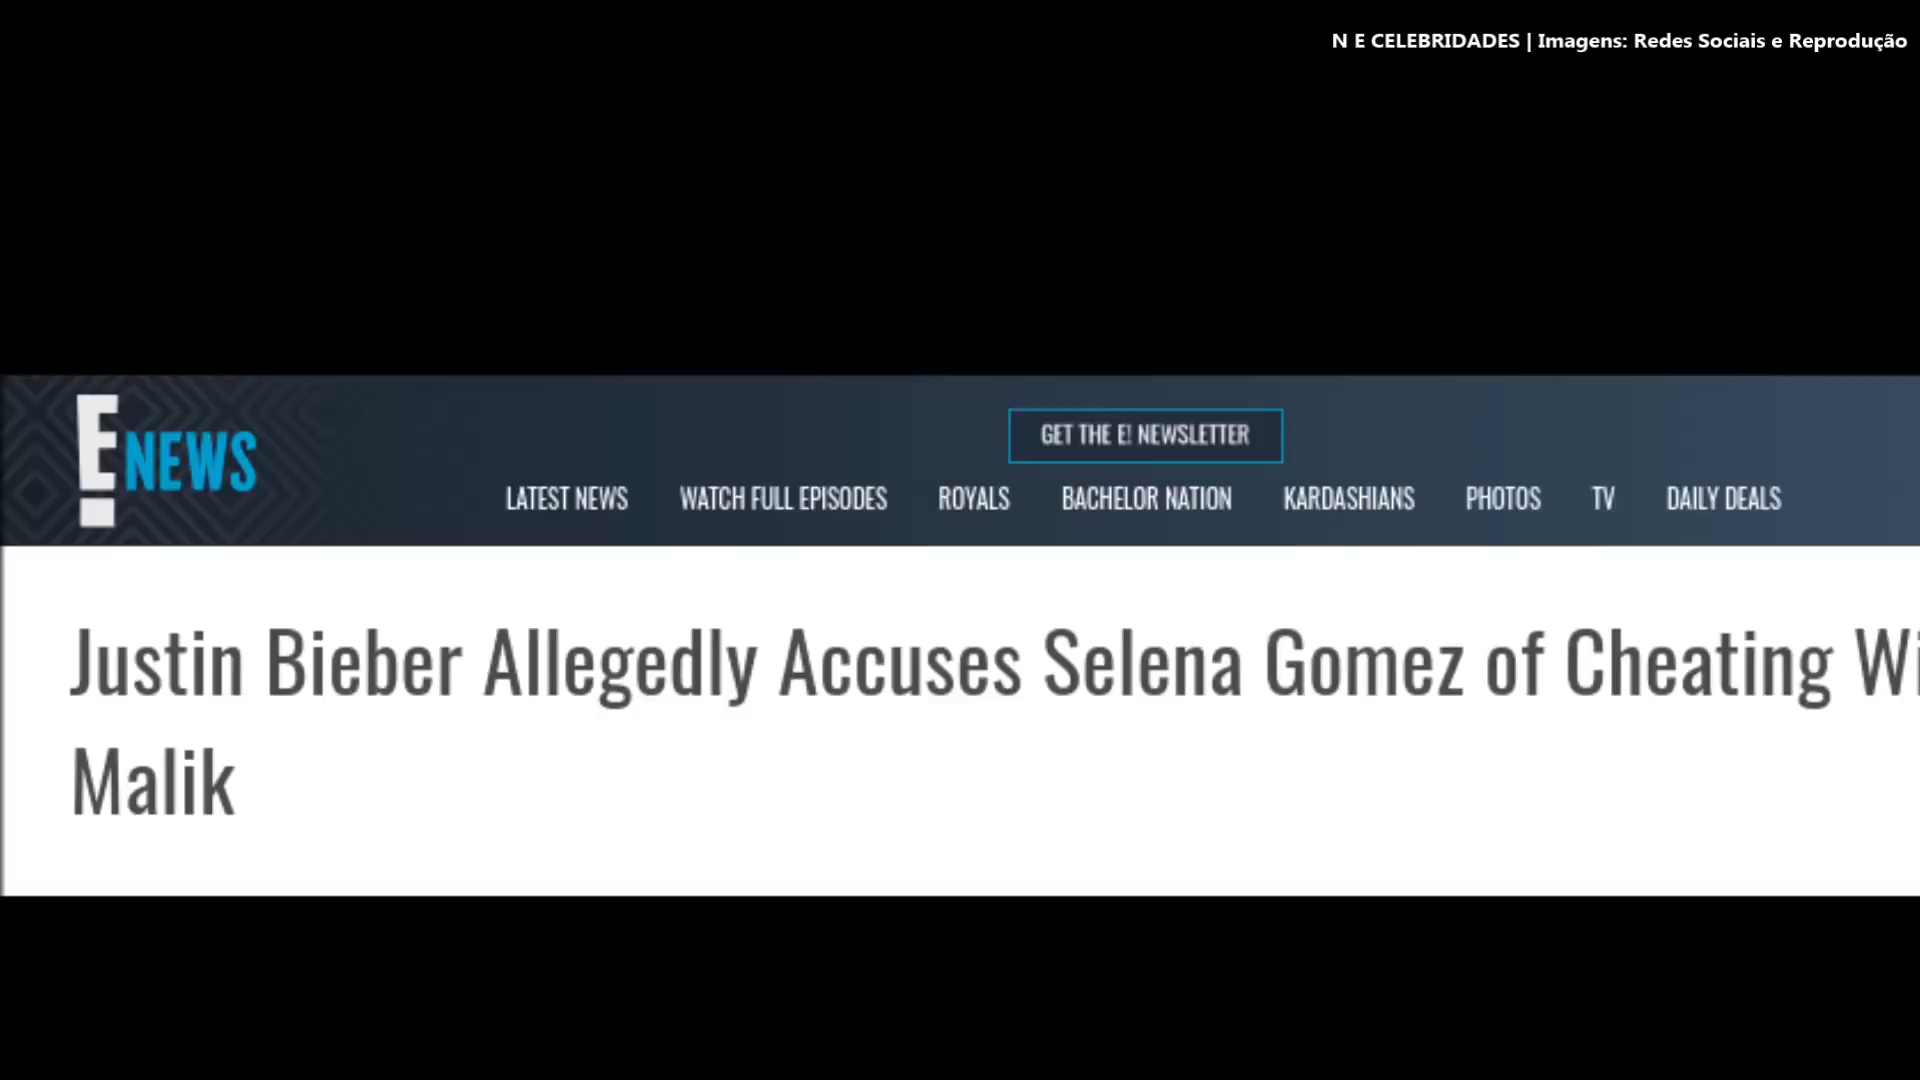 N E CELEBRIDADES | Imagens: Redes Sociais e Reprodução
E! NEWS
GET THE E! NEWSLETTER
LATEST NEWS WATCH FULL EPISODES ROYALS BACHELOR NATION KARDASHIANS PHOTOS TV DAILY DEALS
Justin Bieber Allegedly Accuses Selena Gomez of Cheating
Malik